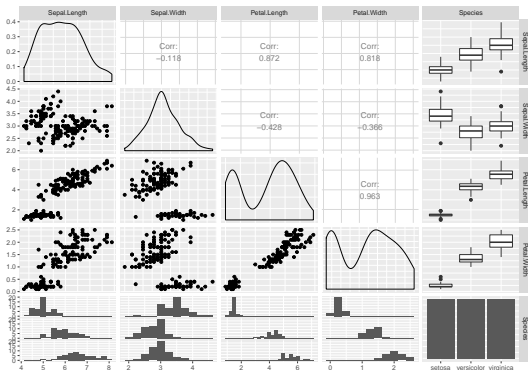 Sepal.Length Sepal.Width Petal.Length Petal.Width Species
0.4
0.3
0.2
0.1
0.0
Corr:
−0.118
Corr:
0.872
Corr:
0.818
Sepal.Length
4.5
4.0
3.5
3.0
2.5
2.0
Corr:
−0.428
Corr:
−0.366
Sepal.Width
6
4
2
Corr:
0.963
Petal.Length
2.5
2.0
1.5
1.0
0.5
0.0
Petal.Width
Species
4 5 6 7 8 2 3 4 2 4 6 0 1 2 setosa versicolor virginica